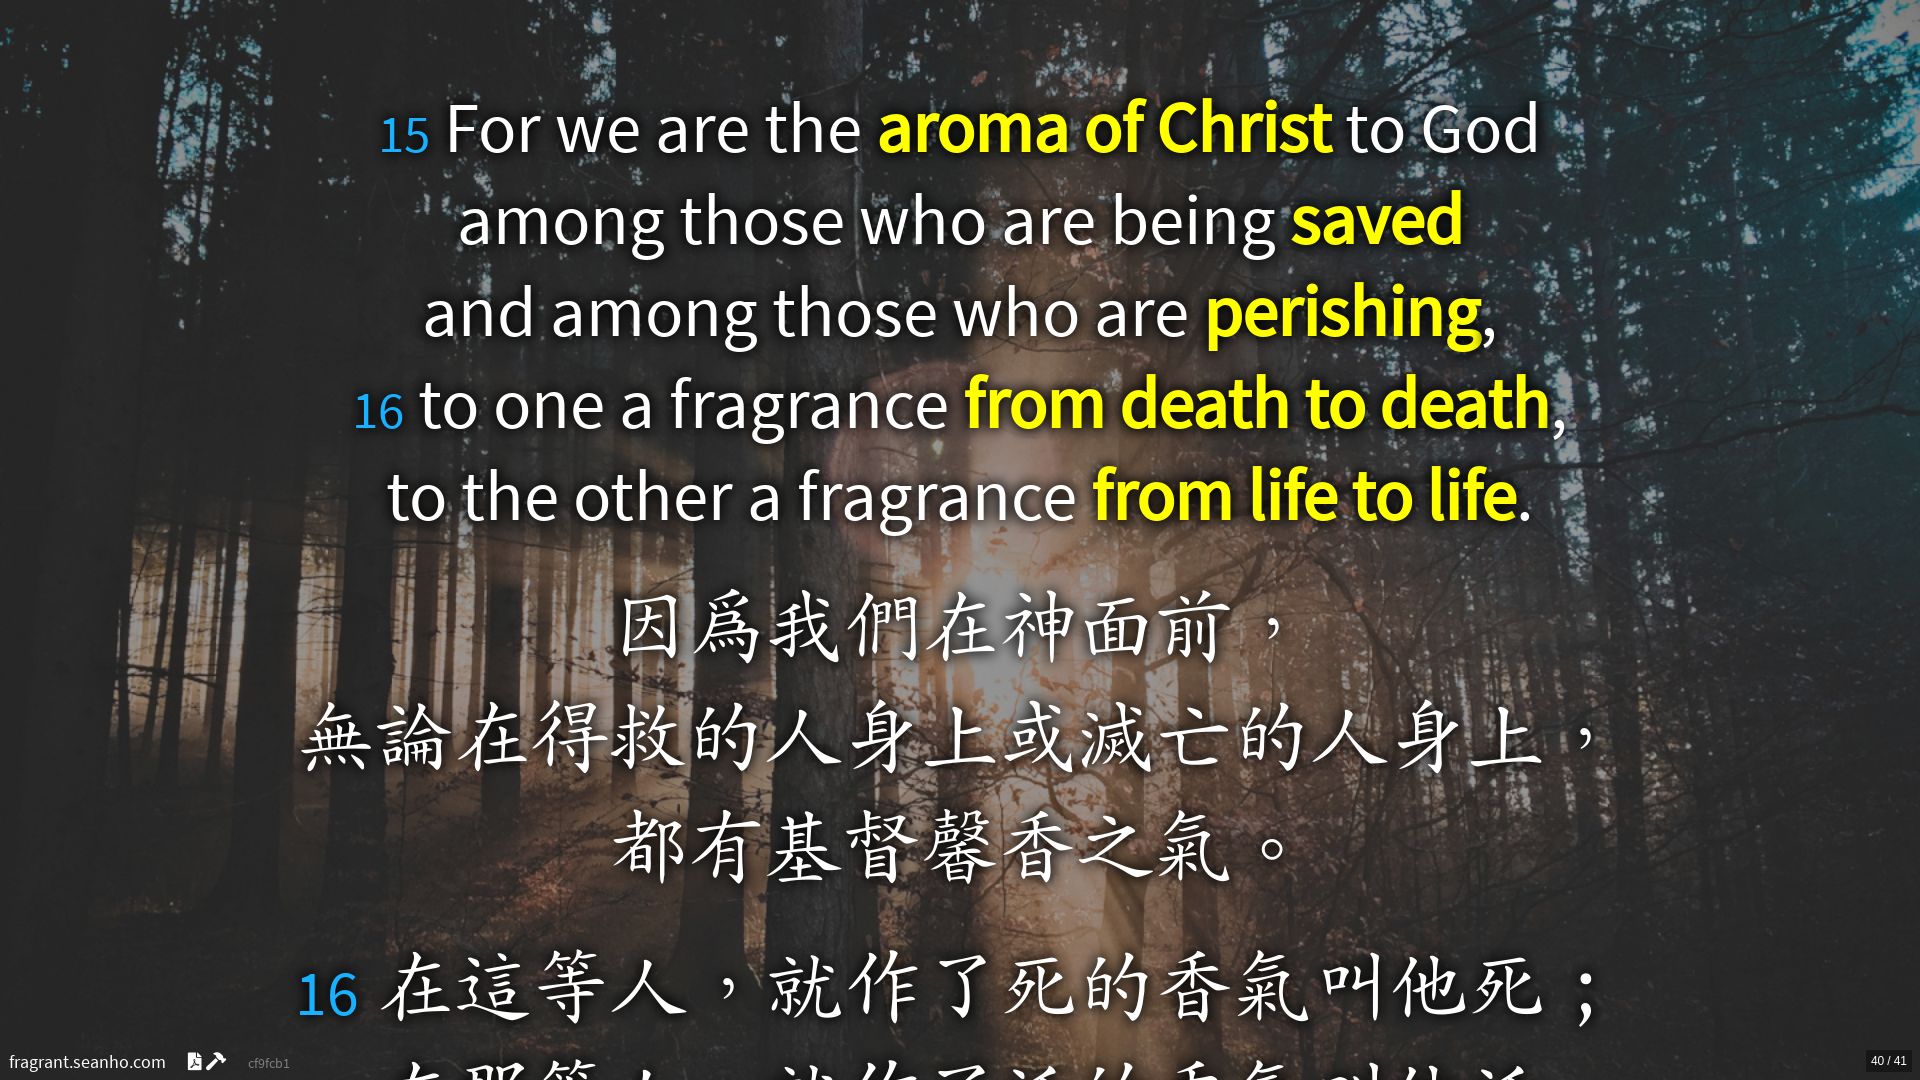 15 For we are the aroma of Christ to God
among those who are being saved
and among those who are perishing,
16 to one a fragrance from death to death,
to the other a fragrance from life to life.
因爲我們在神面前，
無論在得救的人身上或滅亡的人身上，
都有基督馨香之氣。
16 在這等人，就作了死的香氣叫他死；
fragrant.seanho.com cf9fcb1 40 / 41